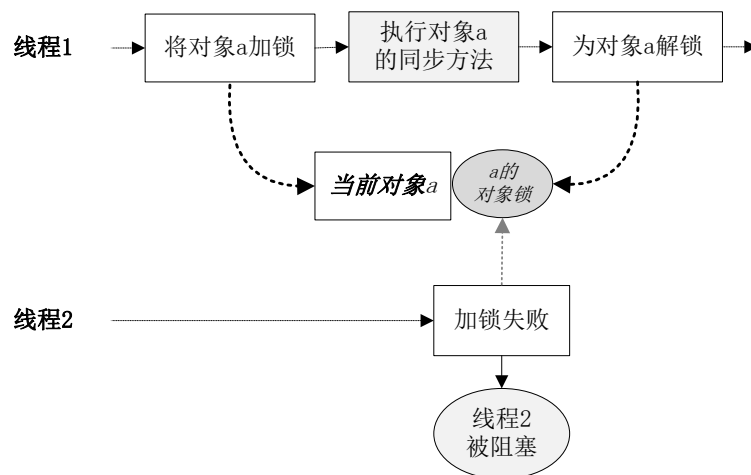 线程1
将对象a加锁
执行对象a
的同步方法
为对象a解锁
当前对象a
a的
对象锁
线程2
加锁失败
线程2
被阻塞